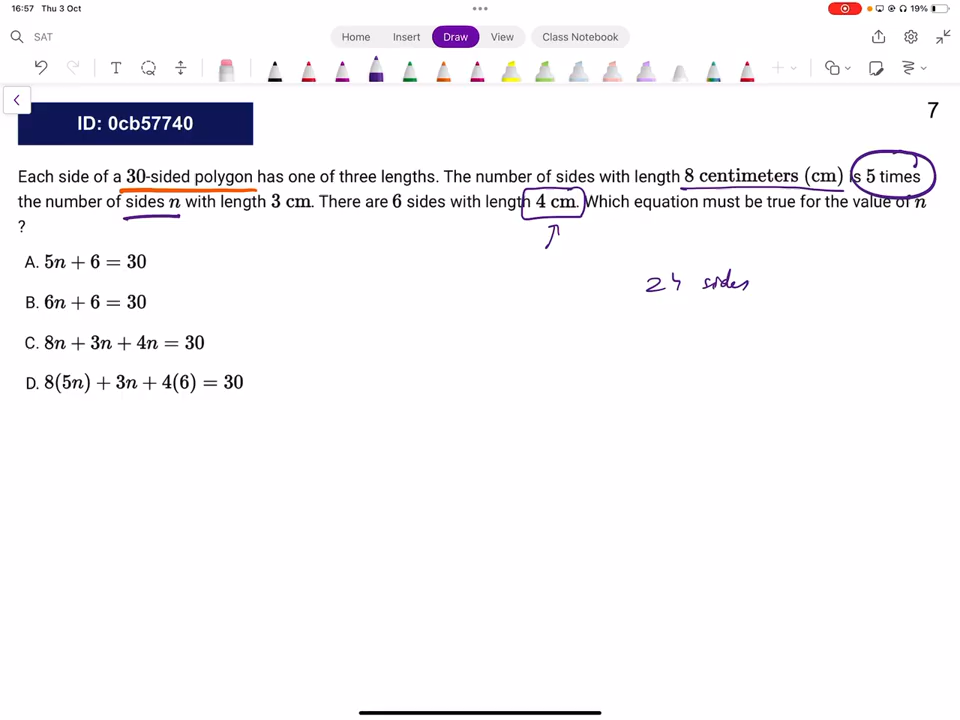 16:57 Thu 3 Oct
19%
SAT
Home Insert Draw View Class Notebook
T
ID: 0cb57740
7
Each side of a 30-sided polygon has one of three lengths. The number of sides with length 8 centimeters (cm) is 5 times
the number of sides n with length 3 cm. There are 6 sides with length 4 cm. Which equation must be true for the value of n
?
24 sides
A. 5n + 6 = 30
B. 6n + 6 = 30
C. 8n + 3n + 4n = 30
D. 8(5n) + 3n + 4(6) = 30